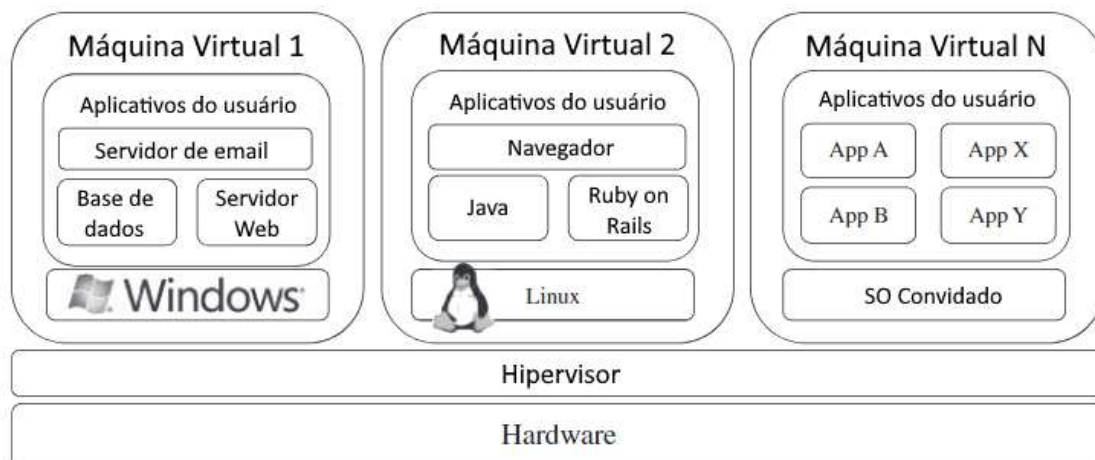 Máquina Virtual 1
Aplicativos do usuário
Servidor de email
Base de
dados
Servidor
Web
Windows
Máquina Virtual 2
Aplicativos do usuário
Navegador
Java
Ruby on
Rails
Linux
Máquina Virtual N
Aplicativos do usuário
App A
App X
App B
App Y
SO Convidado
Hipervisor
Hardware